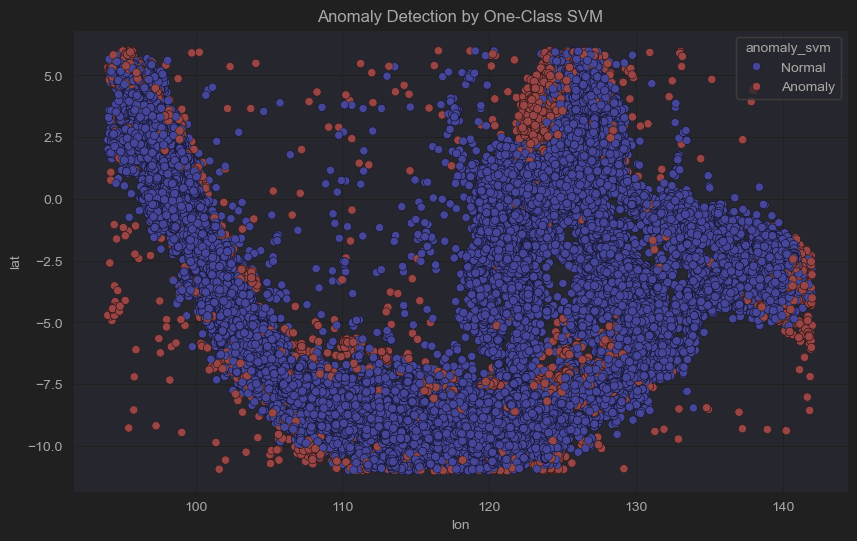 Anomaly Detection by One-Class SVM
anomaly_svm
Normal
Anomaly
5.0
2.5
0.0
−2.5
−5.0
−7.5
−10.0
lat
100
110
120
130
140
lon